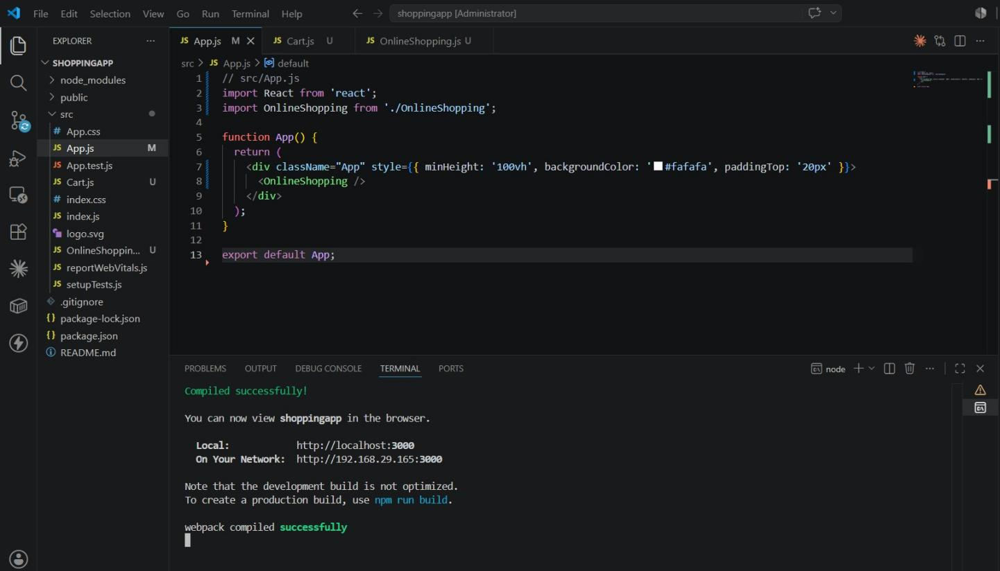 File Edit Selection View Go Run Terminal Help
shoppingapp [Administrator]
EXPLORER
SHOPPINGAPP
node_modules
public
src
# App.css
JS App.js M
JS App.test.js
JS Cart.js U
# index.css
JS index.js
logo.svg
JS OnlineShoppin... U
JS reportWebVitals.js
JS setupTests.js
.gitignore
{} package-lock.json
{} package.json
README.md
JS App.js M JS Cart.js U JS OnlineShopping.js U
src > JS App.js > default
1 // src/App.js
2 import React from 'react';
3 import OnlineShopping from './OnlineShopping';
4
5 function App() {
6 return (
7 <div className="App" style={{ minHeight: '100vh', backgroundColor: '#fafafa', paddingTop: '20px' }}>
8 <OnlineShopping />
9 </div>
10 );
11 }
12
13 export default App;
PROBLEMS OUTPUT DEBUG CONSOLE TERMINAL PORTS
node
Compiled successfully!
You can now view shoppingapp in the browser.
Local: http://localhost:3000
On Your Network: http://192.168.29.165:3000
Note that the development build is not optimized.
To create a production build, use npm run build.
webpack compiled successfully